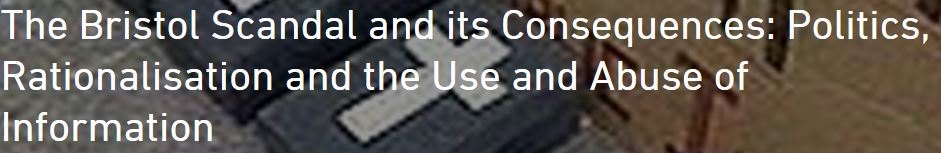 The Bristol Scandal and its Consequences: Politics,
Rationalisation and the Use and Abuse of
Information